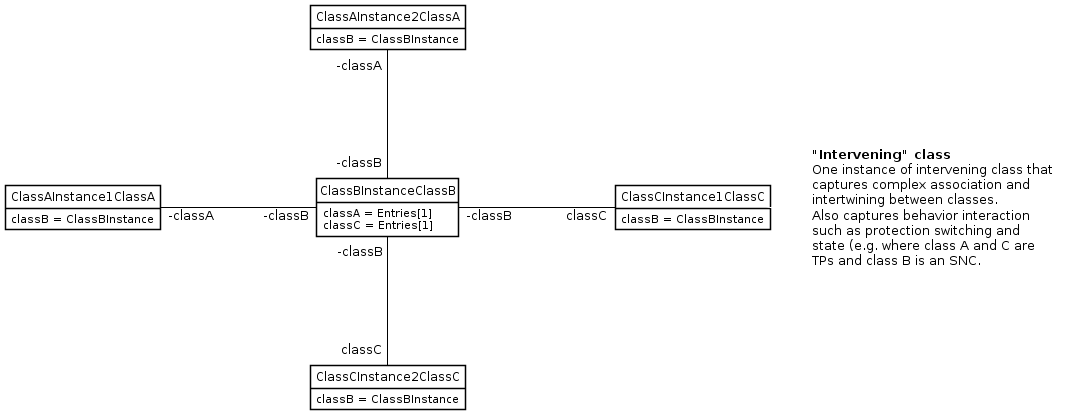 ClassAInstance2ClassA
classB = ClassBInstance
-classA
-classB
ClassAInstance1ClassA
classB = ClassBInstance
-classA
-classB
ClassBInstanceClassB
classA = Entries[1]
classC = Entries[1]
-classB
classC
ClassCInstance1ClassC
classB = ClassBInstance
-classB
classC
ClassCInstance2ClassC
classB = ClassBInstance
"Intervening" class
One instance of intervening class that
captures complex association and
intertwining between classes.
Also captures behavior interaction
such as protection switching and
state (e.g. where class A and C are
TPs and class B is an SNC.